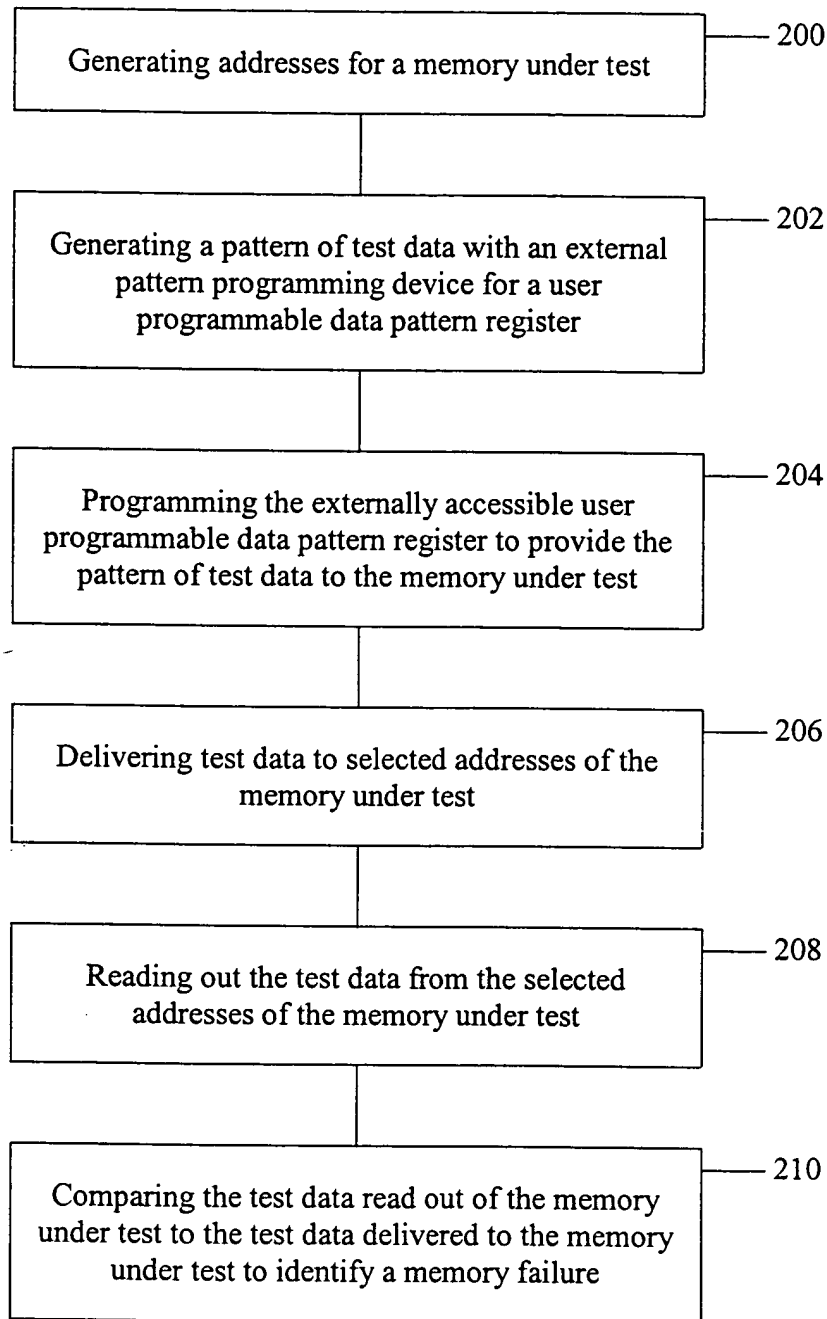 200
Generating addresses for a memory under test
202
Generating a pattern of test data with an external
pattern programming device for a user
programmable data pattern register
204
Programming the externally accessible user
programmable data pattern register to provide the
pattern of test data to the memory under test
206
Delivering test data to selected addresses of the
memory under test
208
Reading out the test data from the selected
addresses of the memory under test
210
Comparing the test data read out of the memory
under test to the test data delivered to the memory
under test to identify a memory failure